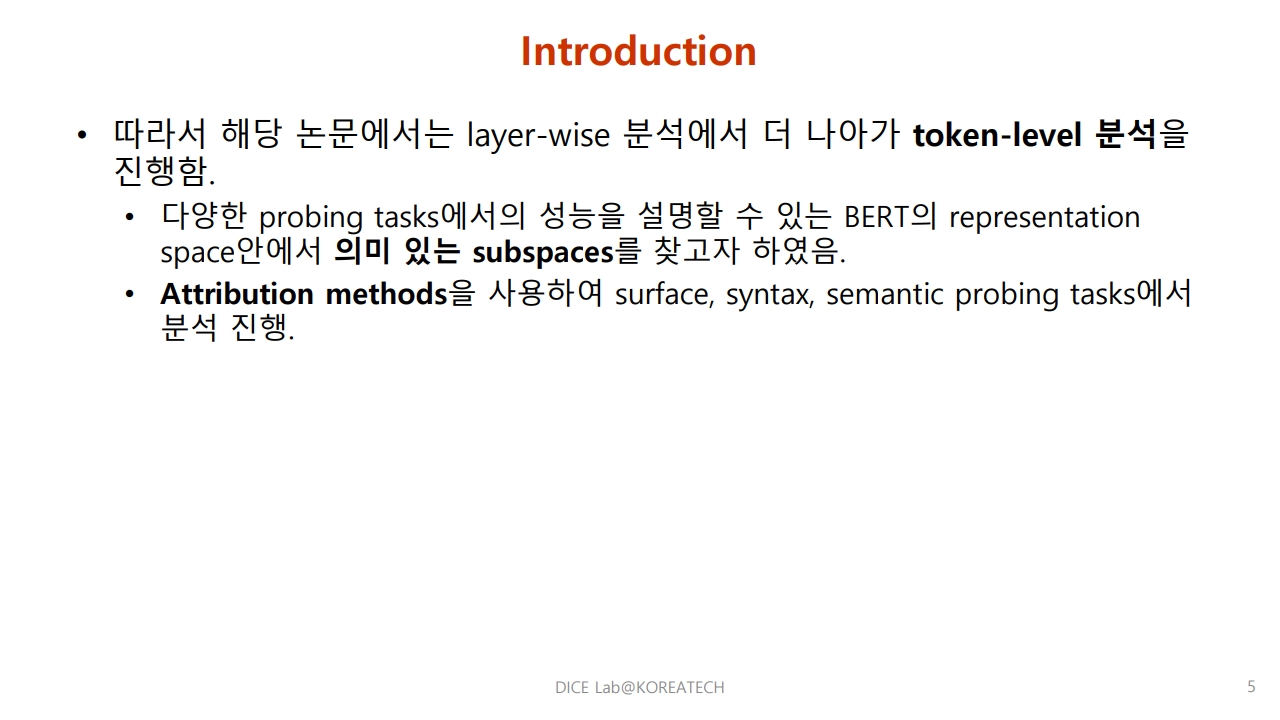 Introduction
• 따라서 해당 논문에서는 layer-wise 분석에서 더 나아가 token-level 분석을
진행함.
• 다양한 probing tasks에서의 성능을 설명할 수 있는 BERT의 representation
space안에서 의미 있는 subspaces를 찾고자 하였음.
• Attribution methods을 사용하여 surface, syntax, semantic probing tasks에서
분석 진행.
DICE Lab@KOREATECH
5